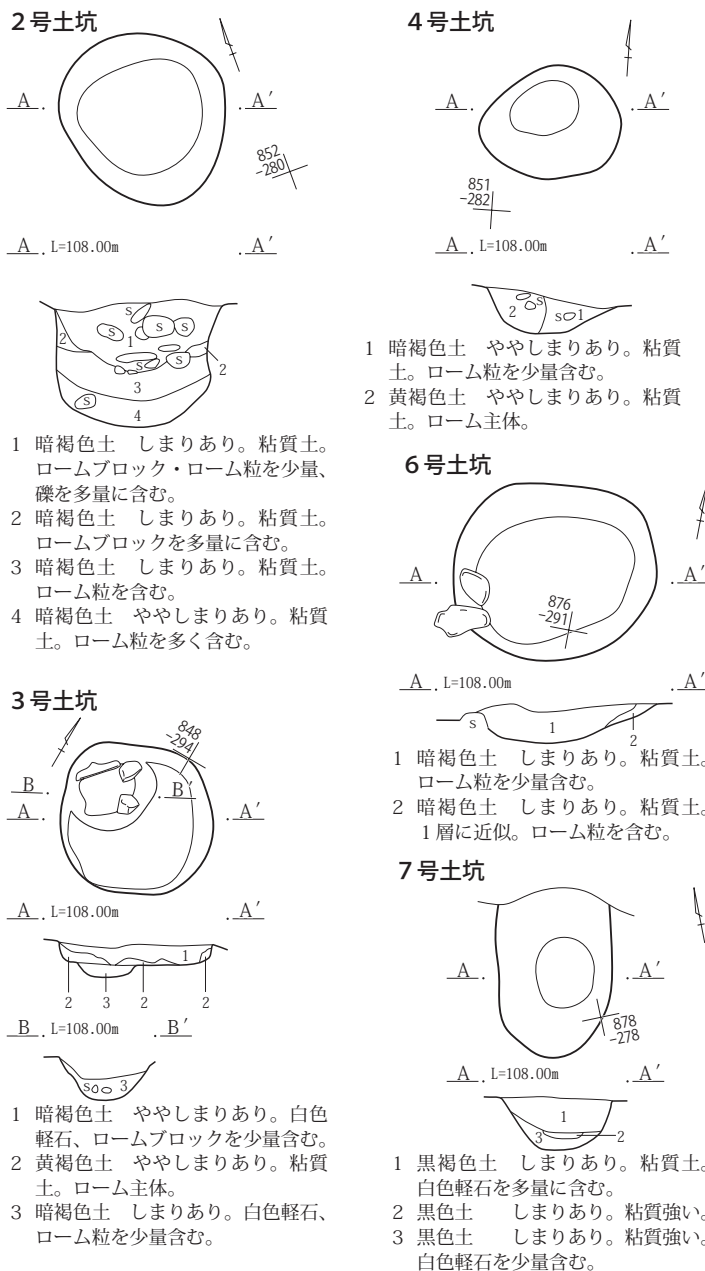 2号土坑
A . . A′
852
-280
A . L=108.00m . A′
S
S S S
1
2
S S
2
3
S
4
1 暗褐色土 しまりあり。粘質土。
ロームブロック・ローム粒を少量、
礫を多量に含む。
2 暗褐色土 しまりあり。粘質土。
ロームブロックを多量に含む。
3 暗褐色土 しまりあり。粘質土。
ローム粒を含む。
4 暗褐色土 ややしまりあり。粘質
土。ローム粒を多く含む。
3号土坑
848
-294
B . . B′
A . . A′
A . L=108.00m . A′
1
2 3 2 2
B . L=108.00m . B′
S 3
1 暗褐色土 ややしまりあり。白色
軽石、ロームブロックを少量含む。
2 黄褐色土 ややしまりあり。粘質
土。ローム主体。
3 暗褐色土 しまりあり。白色軽石、
ローム粒を少量含む。
4号土坑
A . . A′
851
-282
A . L=108.00m . A′
2 S S 1
1 暗褐色土 ややしまりあり。粘質
土。ローム粒を少量含む。
2 黄褐色土 ややしまりあり。粘質
土。ローム主体。
6号土坑
A . . A′
876
-291
A . L=108.00m . A′
S 1 2
1 暗褐色土 しまりあり。粘質土。
ローム粒を少量含む。
2 暗褐色土 しまりあり。粘質土。
1層に近似。ローム粒を含む。
7号土坑
A . . A′
878
-278
A . L=108.00m . A′
1
3 2
1 黒褐色土 しまりあり。粘質土。
白色軽石を多量に含む。
2 黒色土 しまりあり。粘質強い。
3 黒色土 しまりあり。粘質強い。
白色軽石を少量含む。